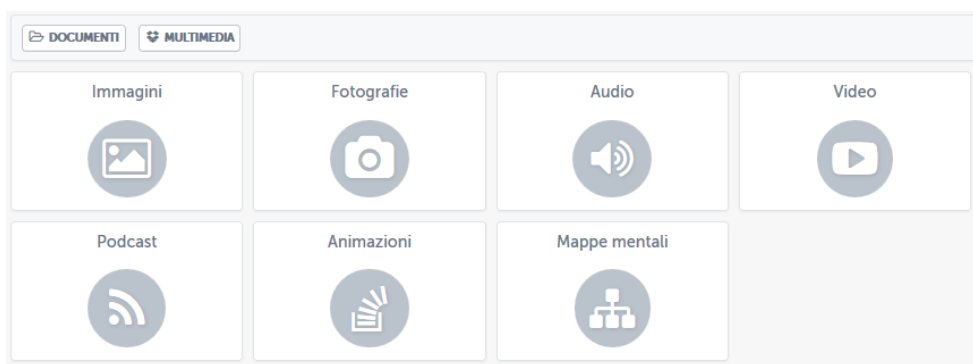 DOCUMENTI MULTIMEDIA
Immagini Fotografie Audio Video
Podcast Animazioni Mappe mentali